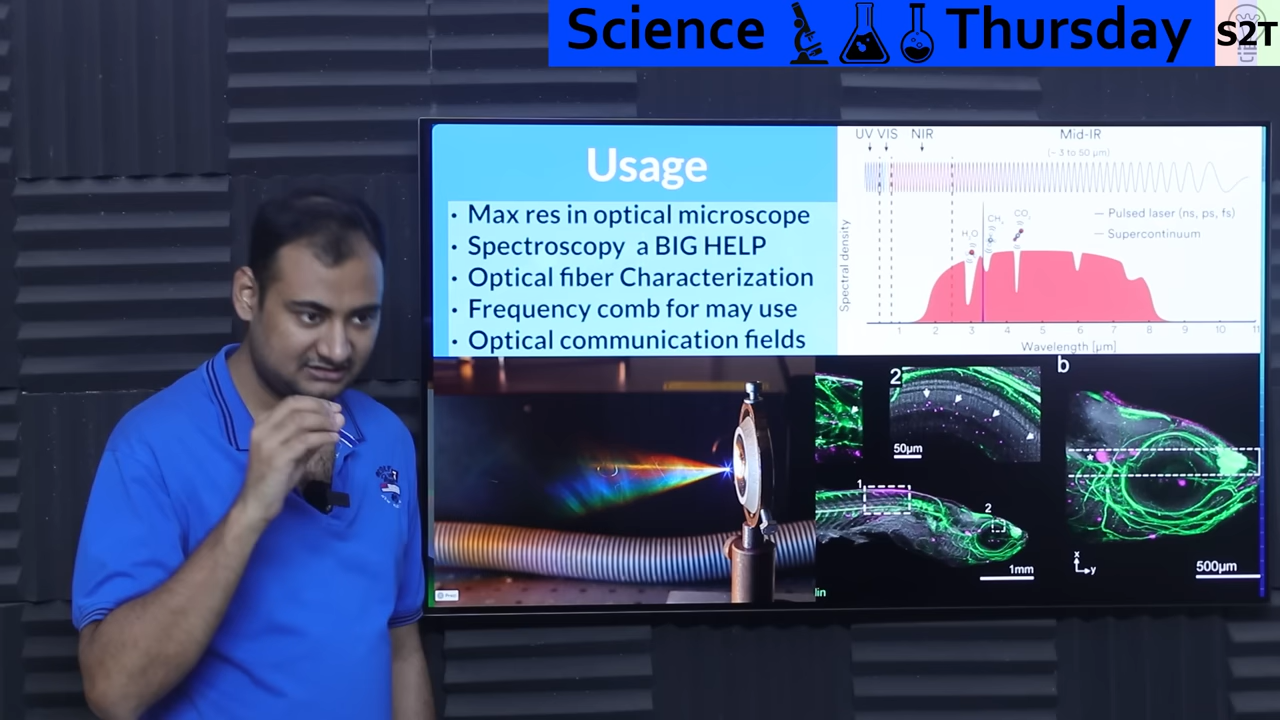 Science Thursday
S2T
Usage
• Max res in optical microscope
• Spectroscopy a BIG HELP
• Optical fiber Characterization
• Frequency comb for may use
• Optical communication fields
UV VIS NIR Mid-IR
(~ 3 to 50 µm)
— Pulsed laser (ns, ps, fs)
— Supercontinuum
H₂O CH₄ CO₂
Spectral density
1 2 3 4 5 6 7 8 9 10 11
Wavelength [µm]
2
50µm
1
2
1mm
b
x
y
500µm
lin